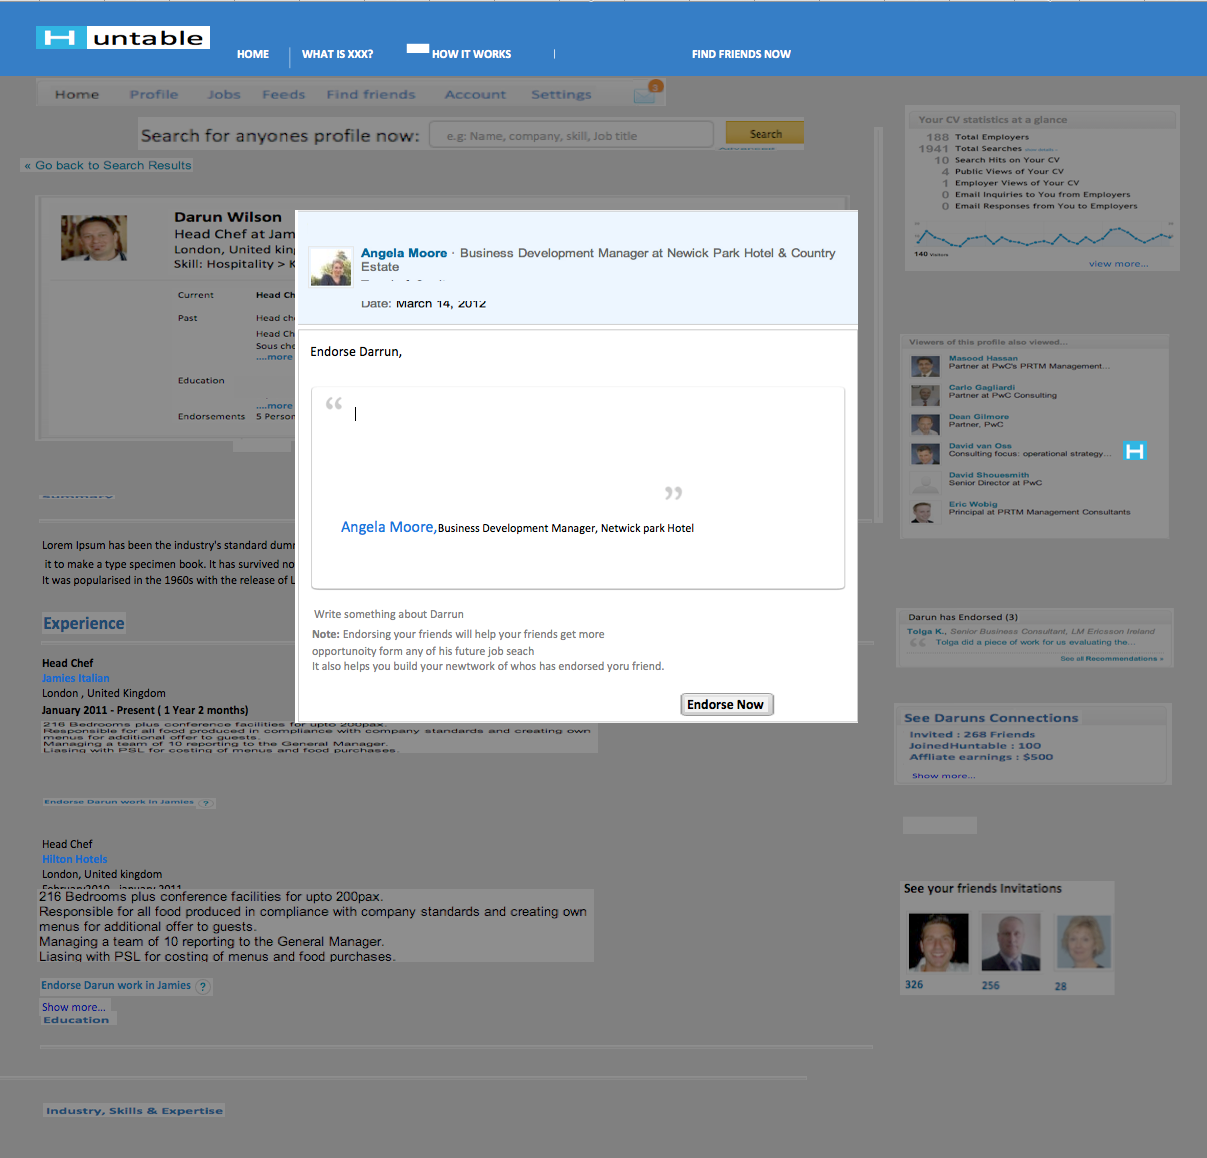 H untable
HOME
WHAT IS XXX?
HOW IT WORKS
FIND FRIENDS NOW
Home Profile Jobs Feeds Find friends Account Settings 3
Search for anyones profile now: e.g: Name, company, skill, Job title Search
« Go back to Search Results
Darun Wilson
Head Chef at Jam
London, United king
Skill: Hospitality > K
Current Head Ch
Past Head che
Head Ch
Sous che
....more
Education
....more
Endorsements 5 Person
Angela Moore · Business Development Manager at Newick Park Hotel & Country
Estate
Date: March 14, 2012
Endorse Darrun,
“
”
Angela Moore, Business Development Manager, Netwick park Hotel
Write something about Darrun
Note: Endorsing your friends will help your friends get more
opportunoity form any of his future job seach
It also helps you build your newtwork of whos has endorsed yoru friend.
Endorse Now
Summary
Lorem Ipsum has been the industry's standard dumm
it to make a type specimen book. It has survived no
It was popularised in the 1960s with the release of L
Experience
Head Chef
Jamies Italian
London , United Kingdom
January 2011 - Present ( 1 Year 2 months)
216 Bedrooms plus conference facilities for upto 200pax.
Responsible for all food produced in compliance with company standards and creating own
menus for additional offer to guests.
Managing a team of 10 reporting to the General Manager.
Liasing with PSL for costing of menus and food purchases.
Endorse Darun work in Jamies ?
Head Chef
Hilton Hotels
London, United kingdom
February2010 - january 2011
216 Bedrooms plus conference facilities for upto 200pax.
Responsible for all food produced in compliance with company standards and creating own
menus for additional offer to guests.
Managing a team of 10 reporting to the General Manager.
Liasing with PSL for costing of menus and food purchases.
Endorse Darun work in Jamies ?
Show more...
Education
Industry, Skills & Expertise
Your CV statistics at a glance
188 Total Employers
1941 Total Searches
10 Search Hits on Your CV
4 Public Views of Your CV
1 Employer Views of Your CV
0 Email Inquiries to You from Employers
0 Email Responses from You to Employers
140 Visitors
view more...
Viewers of this profile also viewed...
Masood Hassan
Partner at PwC's PRTM Management...
Carlo Gagliardi
Partner at PwC Consulting
Dean Gilmore
Partner, PwC
David van Oss
Consulting focus: operational strategy...
H
David Shouesmith
Senior Director at PwC
Eric Wobig
Principal at PRTM Management Consultants
Darun has Endorsed (3)
Tolga K., Senior Business Consultant, LM Ericsson Ireland
“ Tolga did a piece of work for us evaluating the...
See all Recommendations »
See Daruns Connections
Invited : 268 Friends
JoinedHuntable : 100
Affliate earnings : $500
Show more...
See your friends Invitations
326 256 28